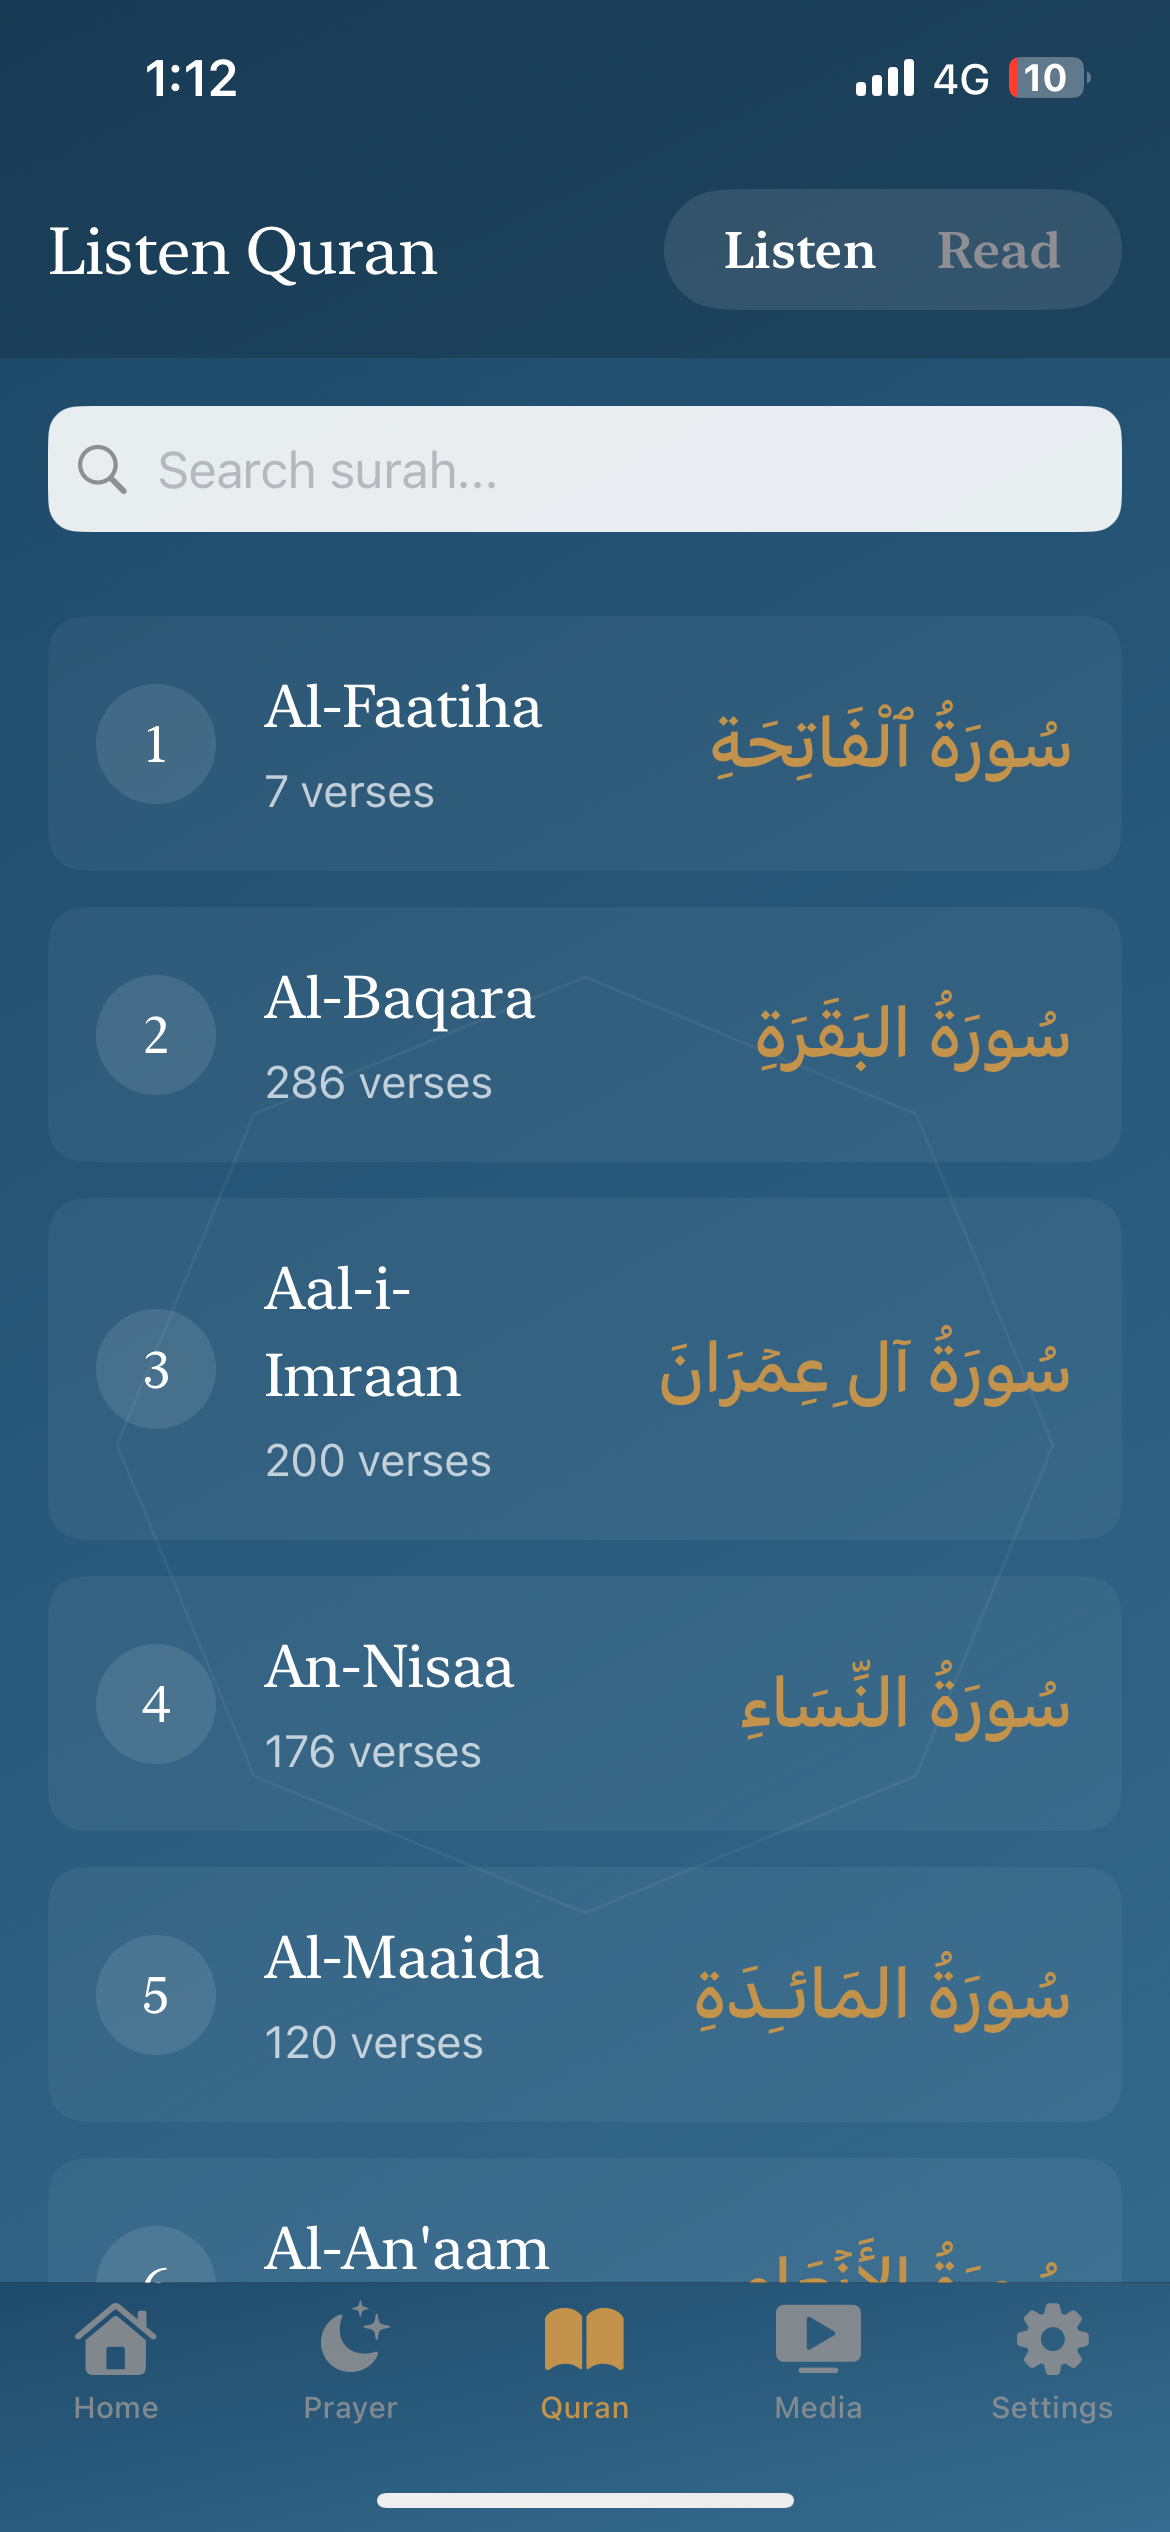 1:12
4G
10
Listen Quran
Listen
Read
Search surah...
1
Al-Faatiha
7 verses
سُورَةُ ٱلْفَاتِحَةِ
2
Al-Baqara
286 verses
سُورَةُ البَقَرَةِ
3
Aal-i-
Imraan
200 verses
سُورَةُ آلِ عِمۡرَانَ
4
An-Nisaa
176 verses
سُورَةُ النِّسَاءِ
5
Al-Maaida
120 verses
سُورَةُ المَائـِدَةِ
6
Al-An'aam
سُورَةُ الأَنۡعَامِ
Home
Prayer
Quran
Media
Settings